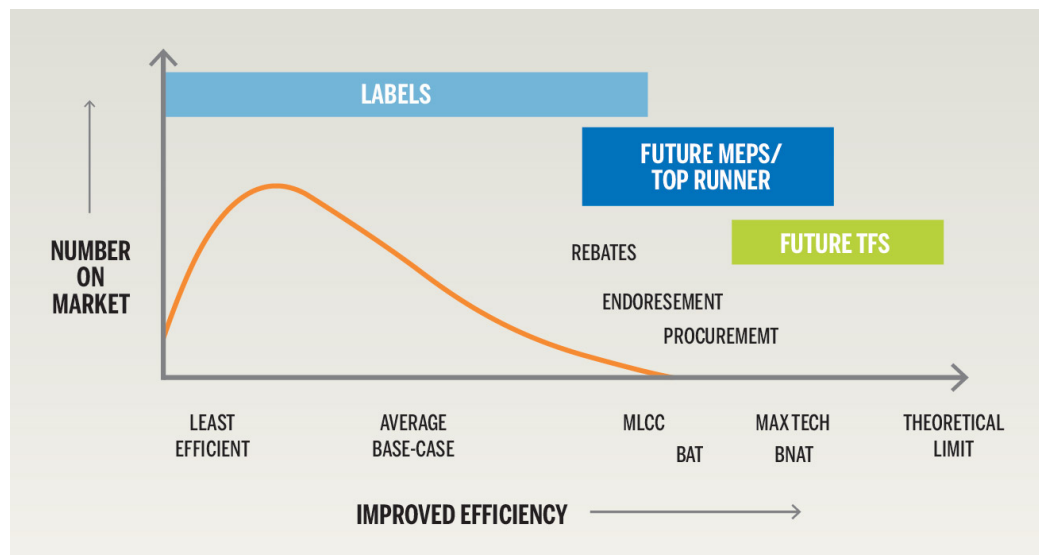 LABELS
FUTURE MEPS/
TOP RUNNER
FUTURE TFS
REBATES
ENDORESEMENT
PROCUREMEMT
NUMBER
ON
MARKET
LEAST
EFFICIENT
AVERAGE
BASE-CASE
MLCC
BAT
MAX TECH
BNAT
THEORETICAL
LIMIT
IMPROVED EFFICIENCY